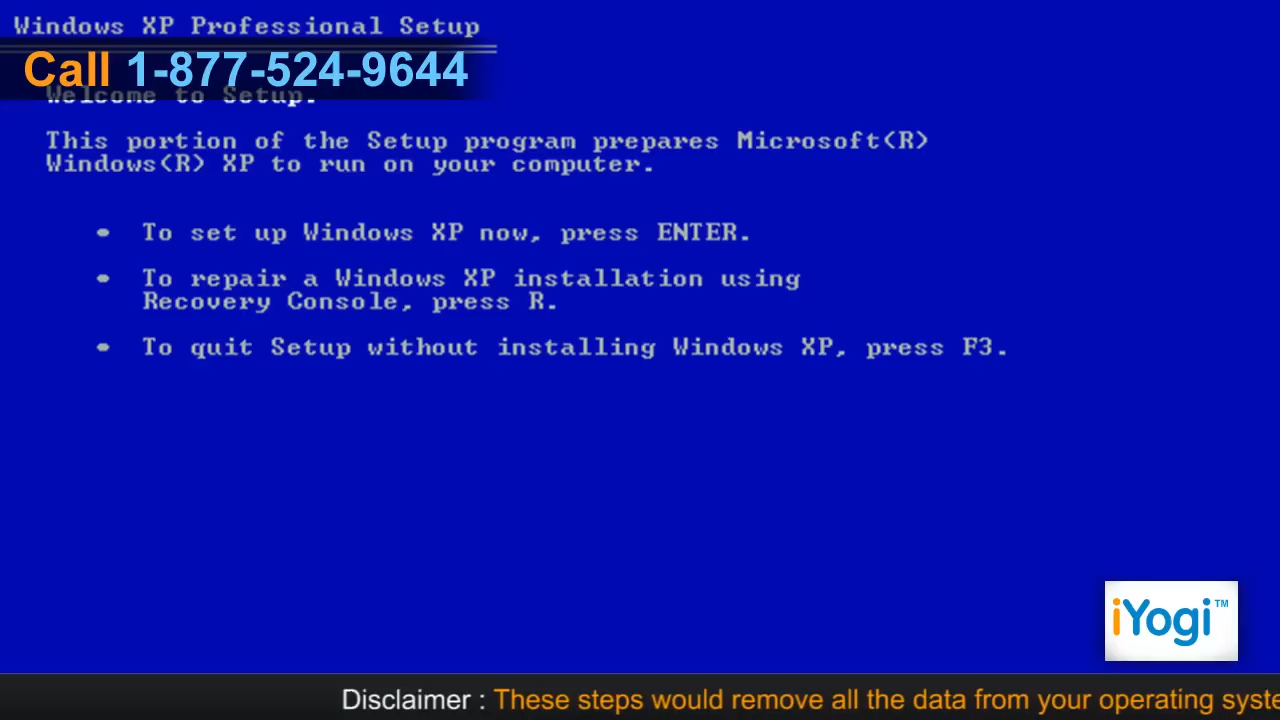 Windows XP Professional Setup
Call 1-877-524-9644
Welcome to Setup.
This portion of the Setup program prepares Microsoft(R)
Windows(R) XP to run on your computer.
• To set up Windows XP now, press ENTER.
• To repair a Windows XP installation using
Recovery Console, press R.
• To quit Setup without installing Windows XP, press F3.
iYogi™
Disclaimer : These steps would remove all the data from your operating syste